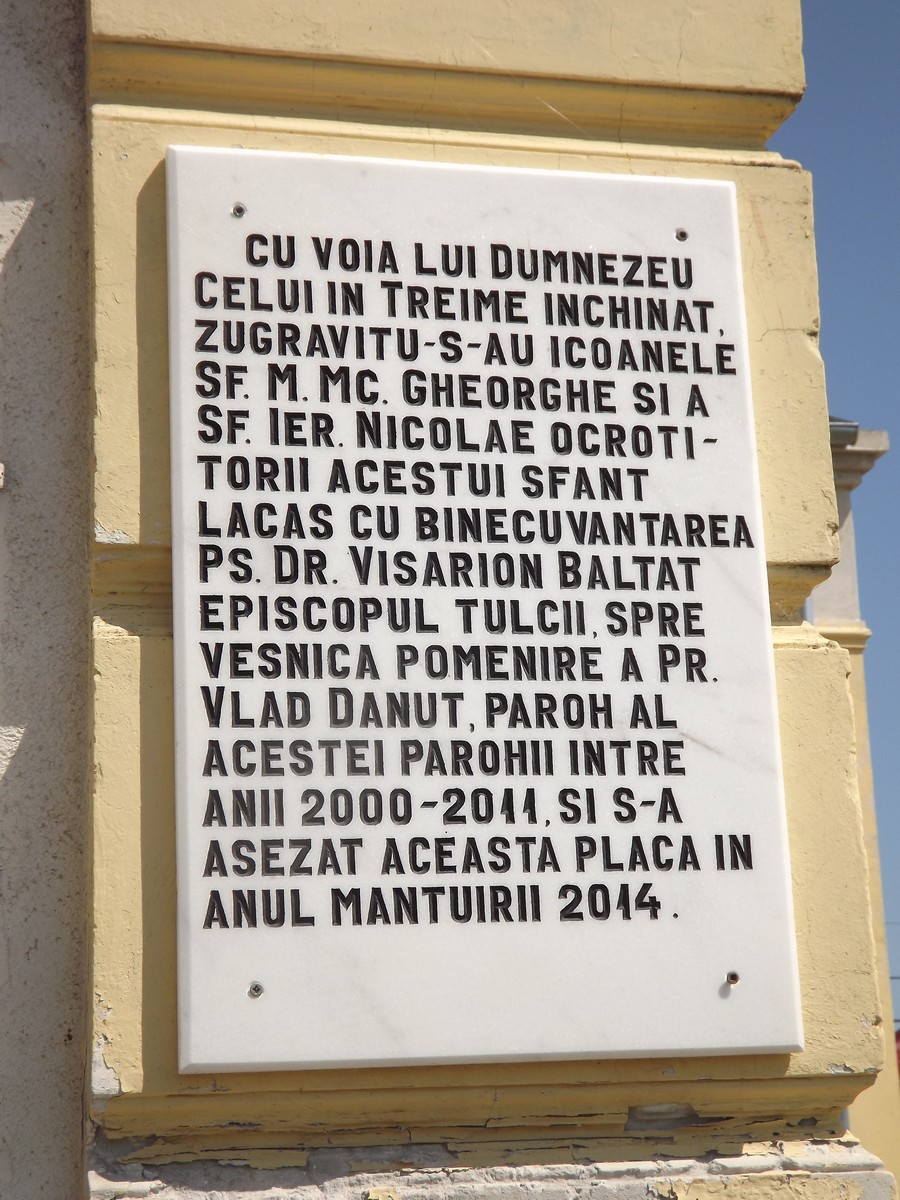 CU VOIA LUI DUMNEZEU
CELUI IN TREIME INCHINAT,
ZUGRAVITU-S-AU ICOANELE
SF. M. MC. GHEORGHE SI A
SF. IER. NICOLAE OCROTI-
TORII ACESTUI SFANT
LACAS CU BINECUVANTAREA
PS. DR. VISARION BALTAT
EPISCOPUL TULCII, SPRE
VESNICA POMENIRE A PR.
VLAD DANUT, PAROH AL
ACESTEI PAROHII INTRE
ANII 2000-2011, SI S-A
ASEZAT ACEASTA PLACA IN
ANUL MANTUIRII 2014.